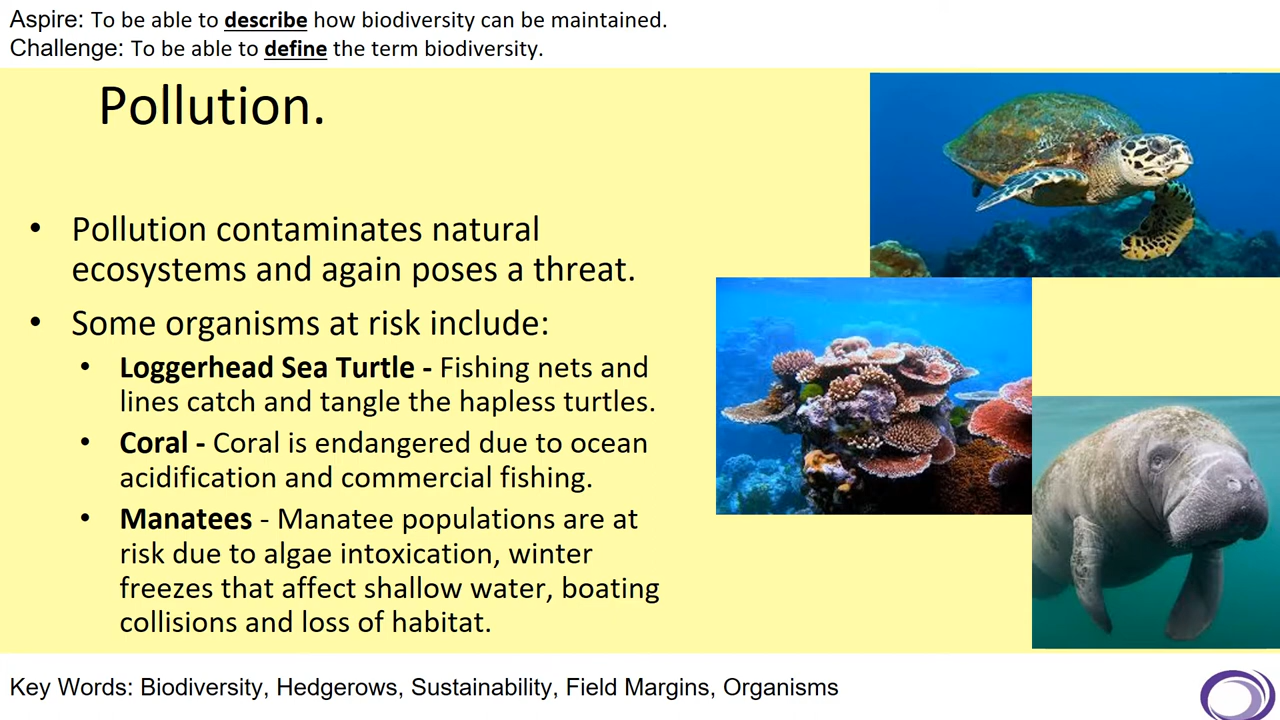 Aspire: To be able to describe how biodiversity can be maintained.
Challenge: To be able to define the term biodiversity.
Pollution.
• Pollution contaminates natural
ecosystems and again poses a threat.
• Some organisms at risk include:
• Loggerhead Sea Turtle - Fishing nets and
lines catch and tangle the hapless turtles.
• Coral - Coral is endangered due to ocean
acidification and commercial fishing.
• Manatees - Manatee populations are at
risk due to algae intoxication, winter
freezes that affect shallow water, boating
collisions and loss of habitat.
Key Words: Biodiversity, Hedgerows, Sustainability, Field Margins, Organisms